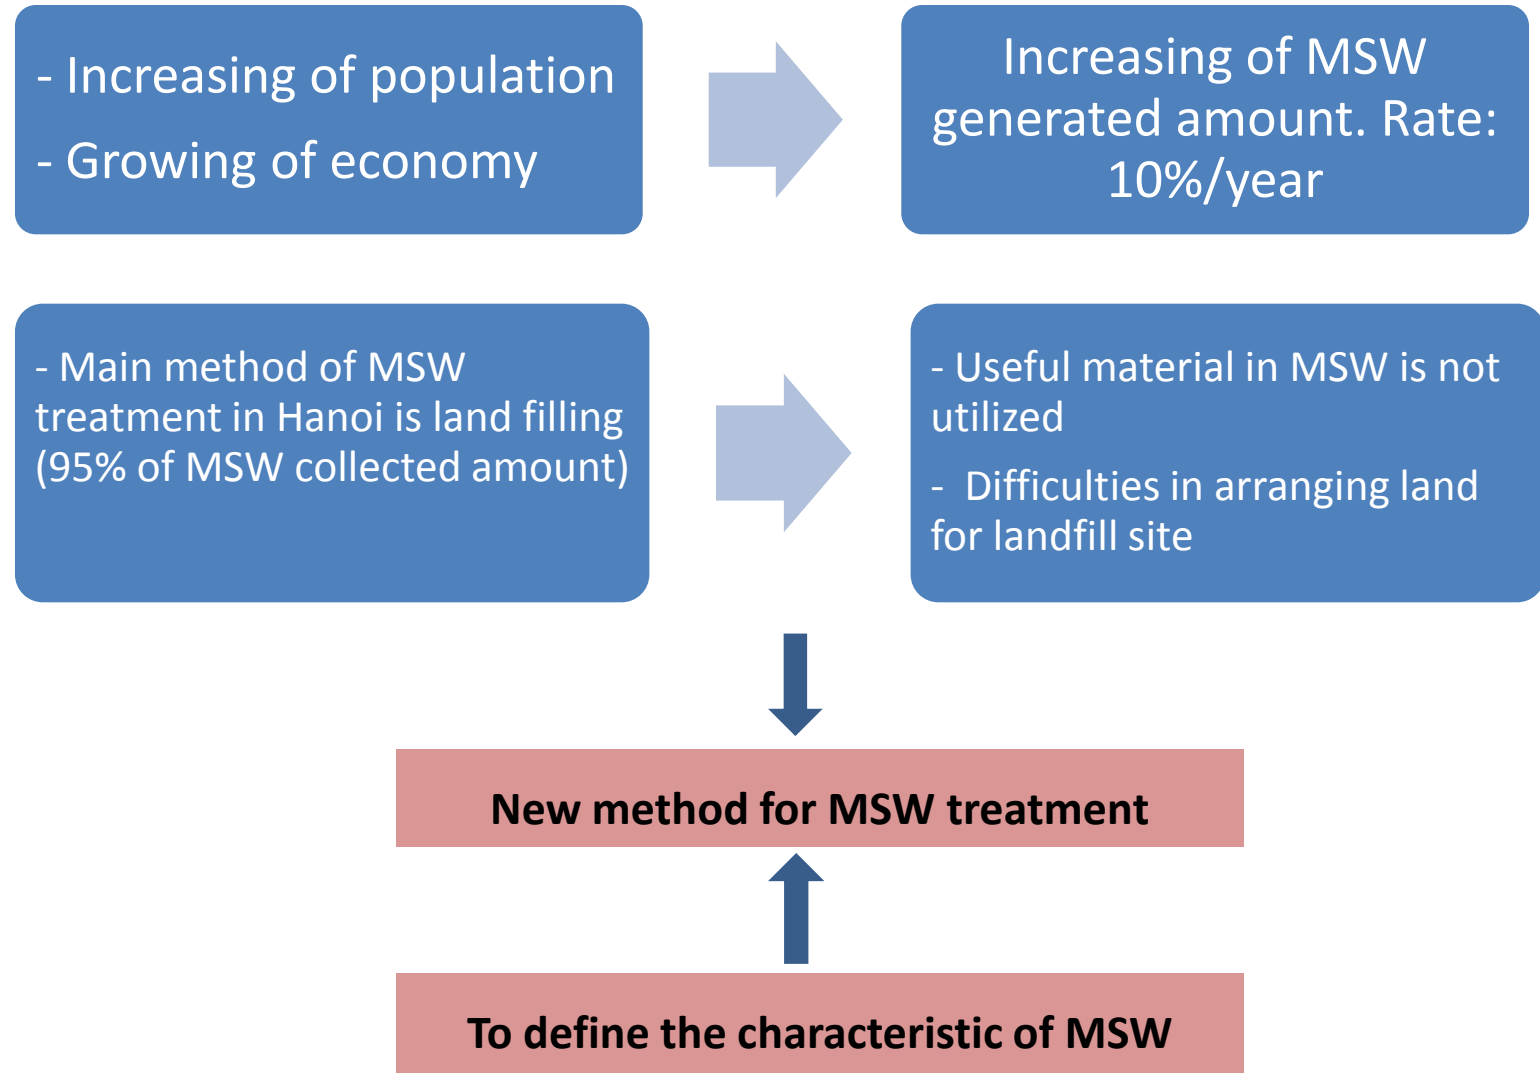 - Increasing of population
- Growing of economy
Increasing of MSW
generated amount. Rate:
10%/year
- Main method of MSW
treatment in Hanoi is land filling
(95% of MSW collected amount)
- Useful material in MSW is not
utilized
- Difficulties in arranging land
for landfill site
New method for MSW treatment
To define the characteristic of MSW